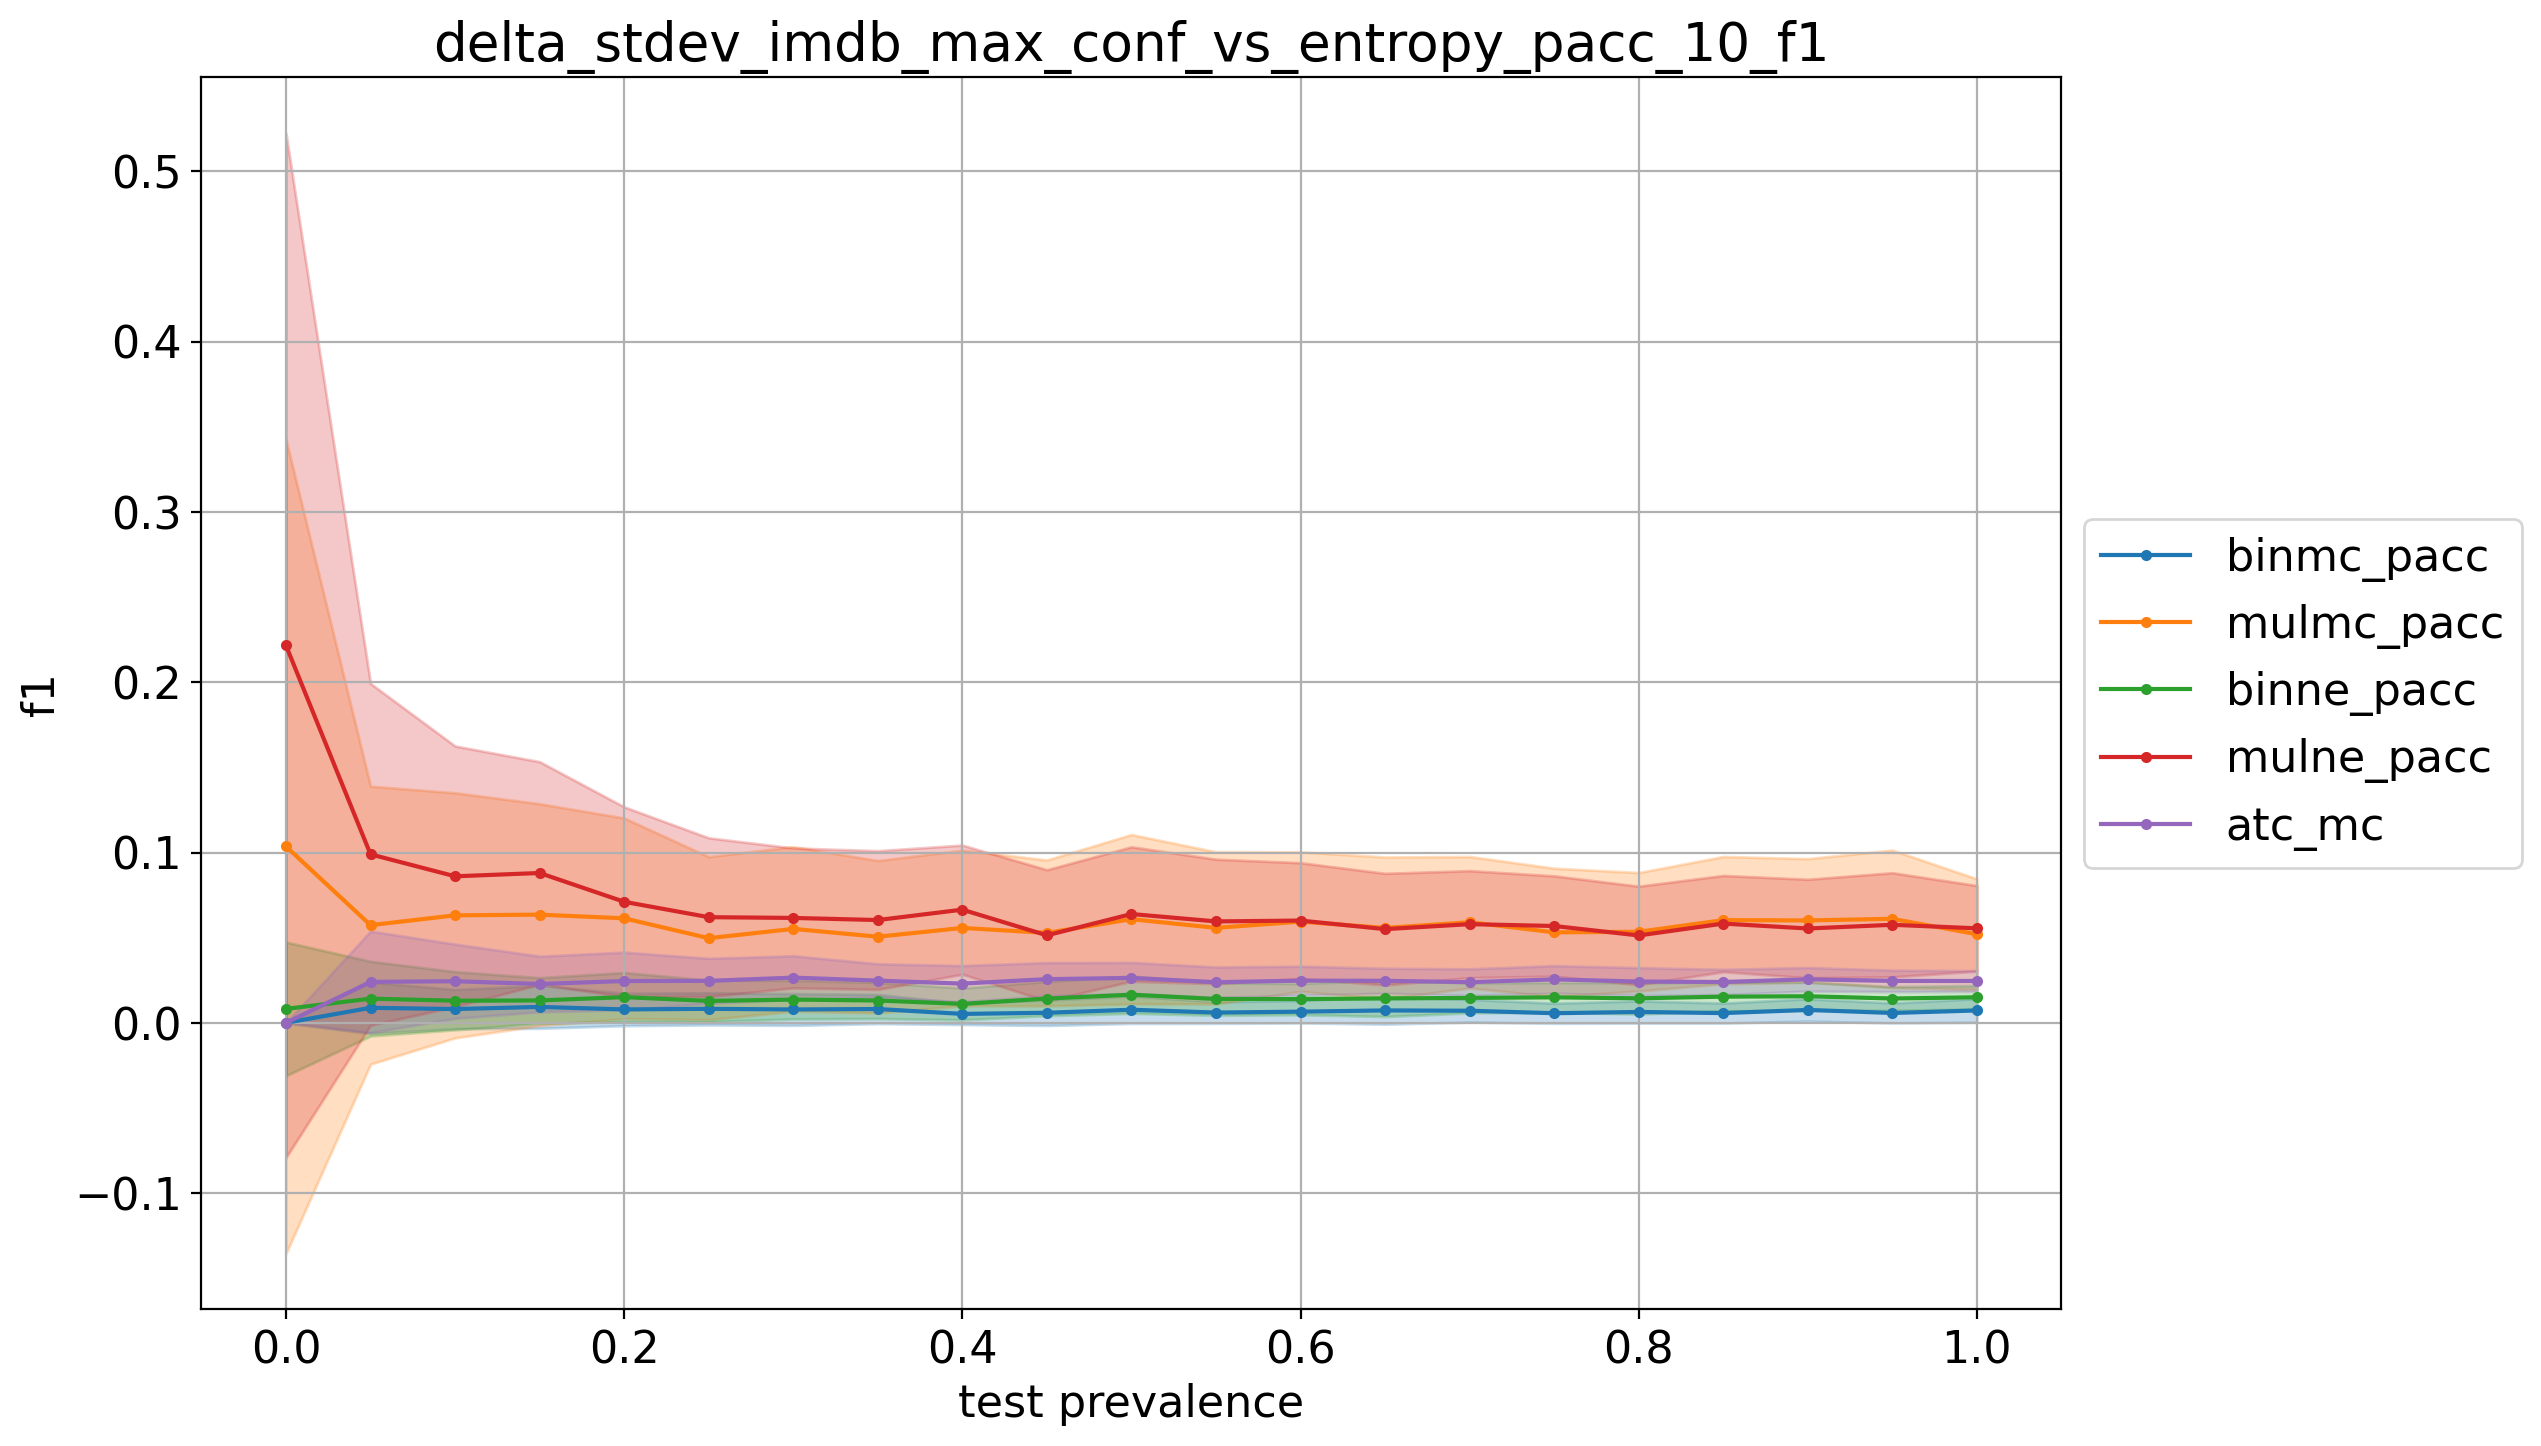 delta_stdev_imdb_max_conf_vs_entropy_pacc_10_f1
f1
0.5
0.4
0.3
0.2
0.1
0.0
−0.1
0.0 0.2 0.4 0.6 0.8 1.0
test prevalence
binmc_pacc
mulmc_pacc
binne_pacc
mulne_pacc
atc_mc